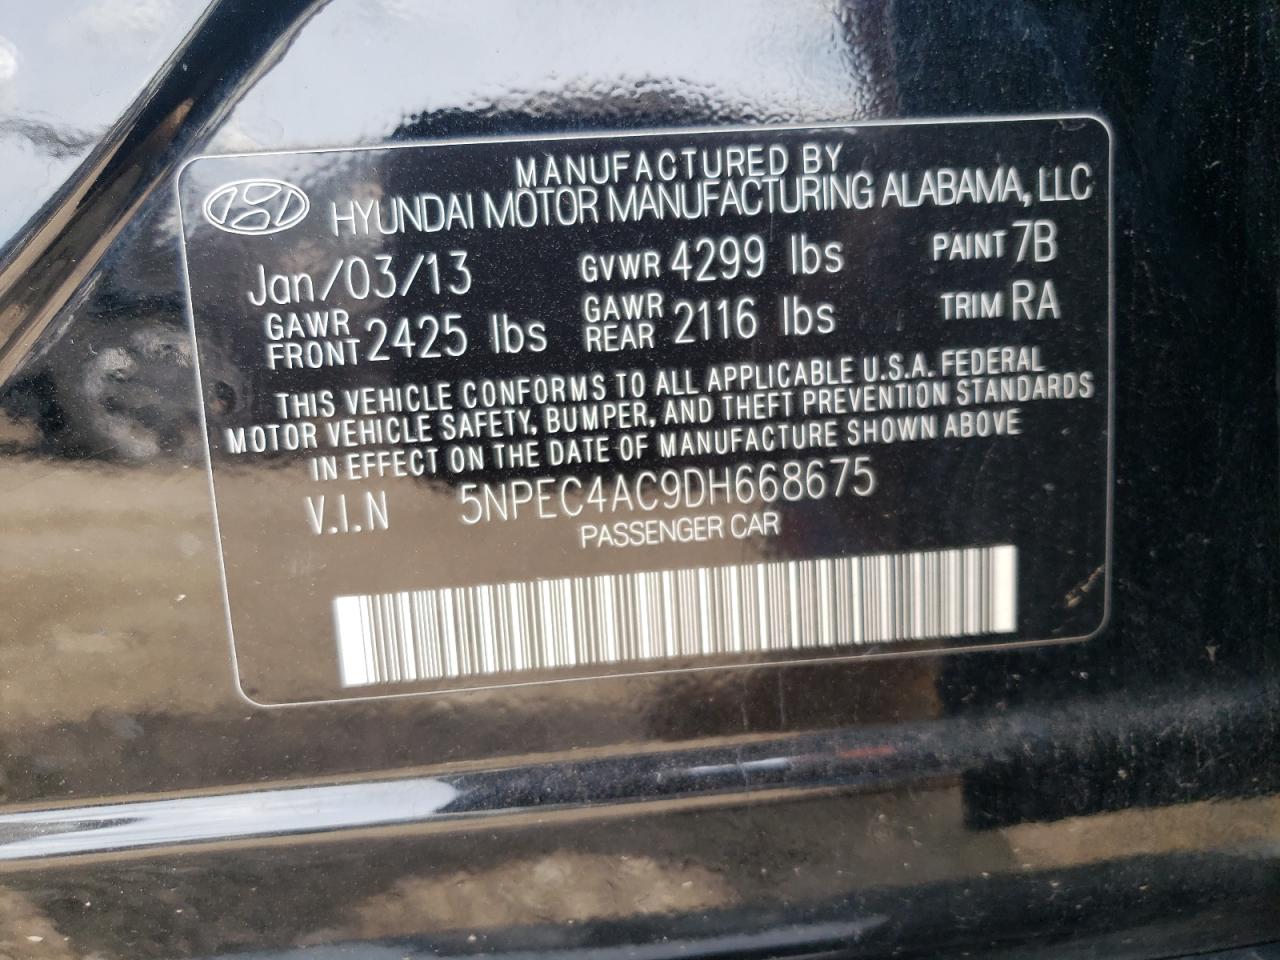 MANUFACTURED BY
HYUNDAI MOTOR MANUFACTURING ALABAMA, LLC
Jan/03/13 GVWR 4299 lbs PAINT 7B
GAWR FRONT 2425 lbs GAWR REAR 2116 lbs TRIM RA
THIS VEHICLE CONFORMS TO ALL APPLICABLE U.S.A. FEDERAL
MOTOR VEHICLE SAFETY, BUMPER, AND THEFT PREVENTION STANDARDS
IN EFFECT ON THE DATE OF MANUFACTURE SHOWN ABOVE
V.I.N 5NPEC4AC9DH668675
PASSENGER CAR